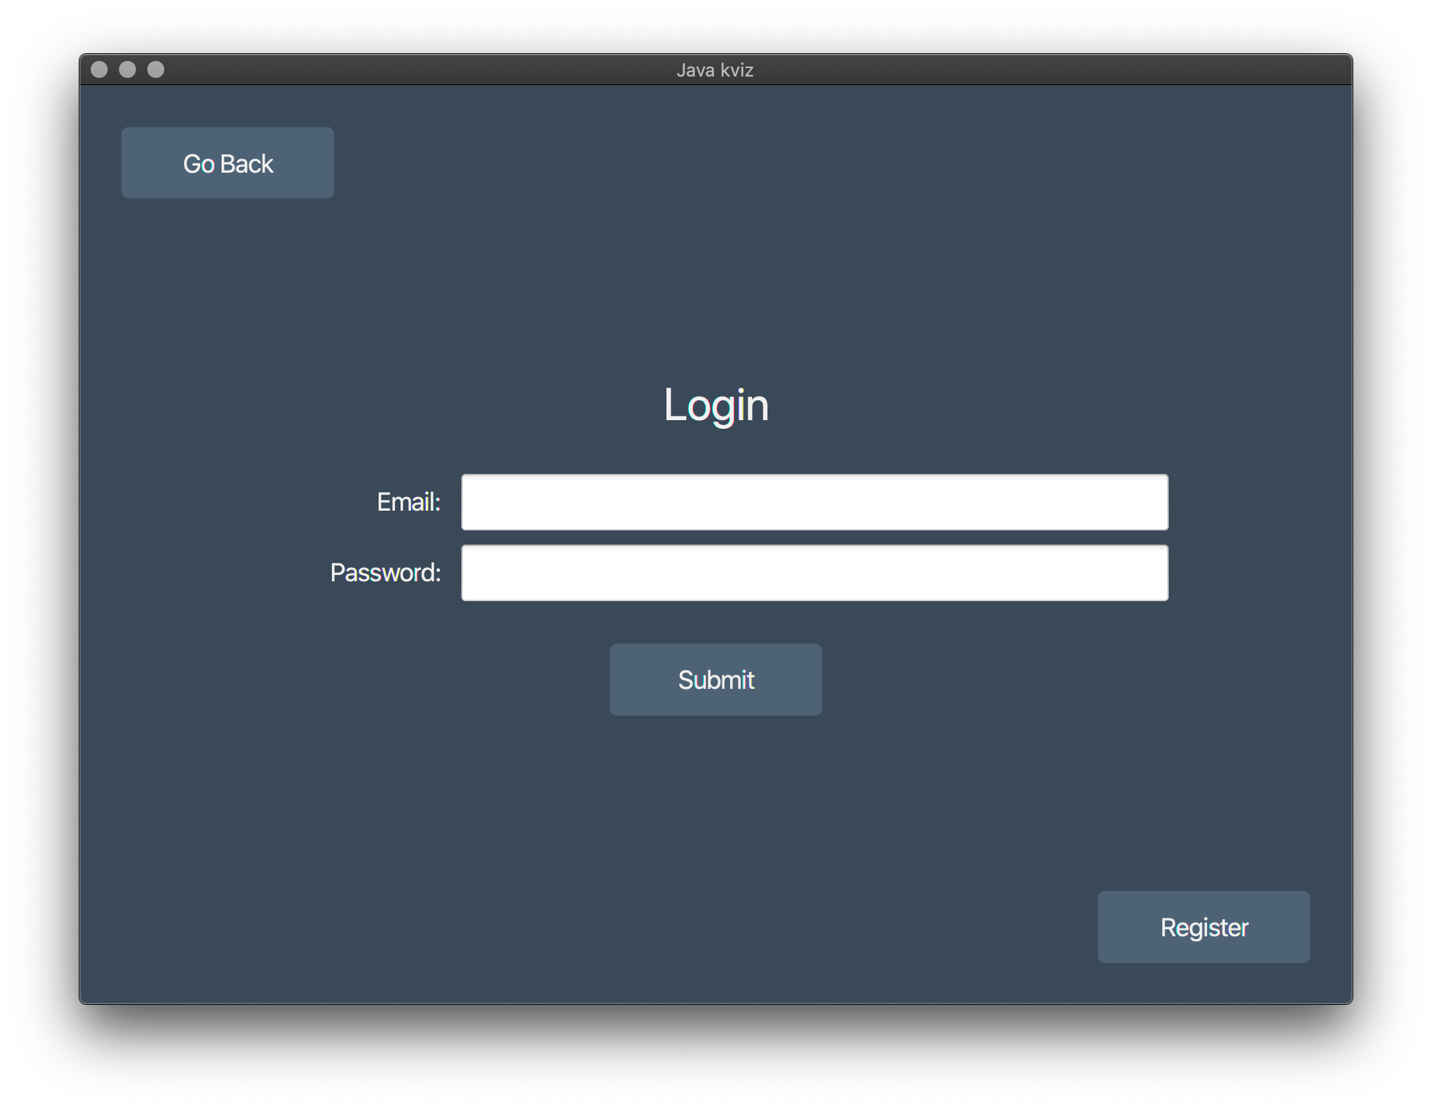 Java kviz
Go Back
Login
Email:
Password:
Submit
Register